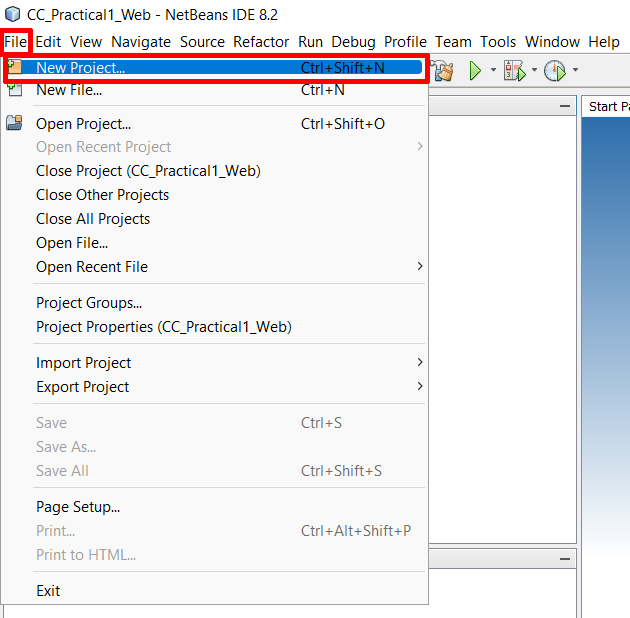 CC_Practical1_Web - NetBeans IDE 8.2
File Edit View Navigate Source Refactor Run Debug Profile Team Tools Window Help
New Project... Ctrl+Shift+N
New File... Ctrl+N
Start Pa
Open Project... Ctrl+Shift+O
Open Recent Project
Close Project (CC_Practical1_Web)
Close Other Projects
Close All Projects
Open File...
Open Recent File
Project Groups...
Project Properties (CC_Practical1_Web)
Import Project
Export Project
Save Ctrl+S
Save As...
Save All Ctrl+Shift+S
Page Setup...
Print... Ctrl+Alt+Shift+P
Print to HTML...
Exit